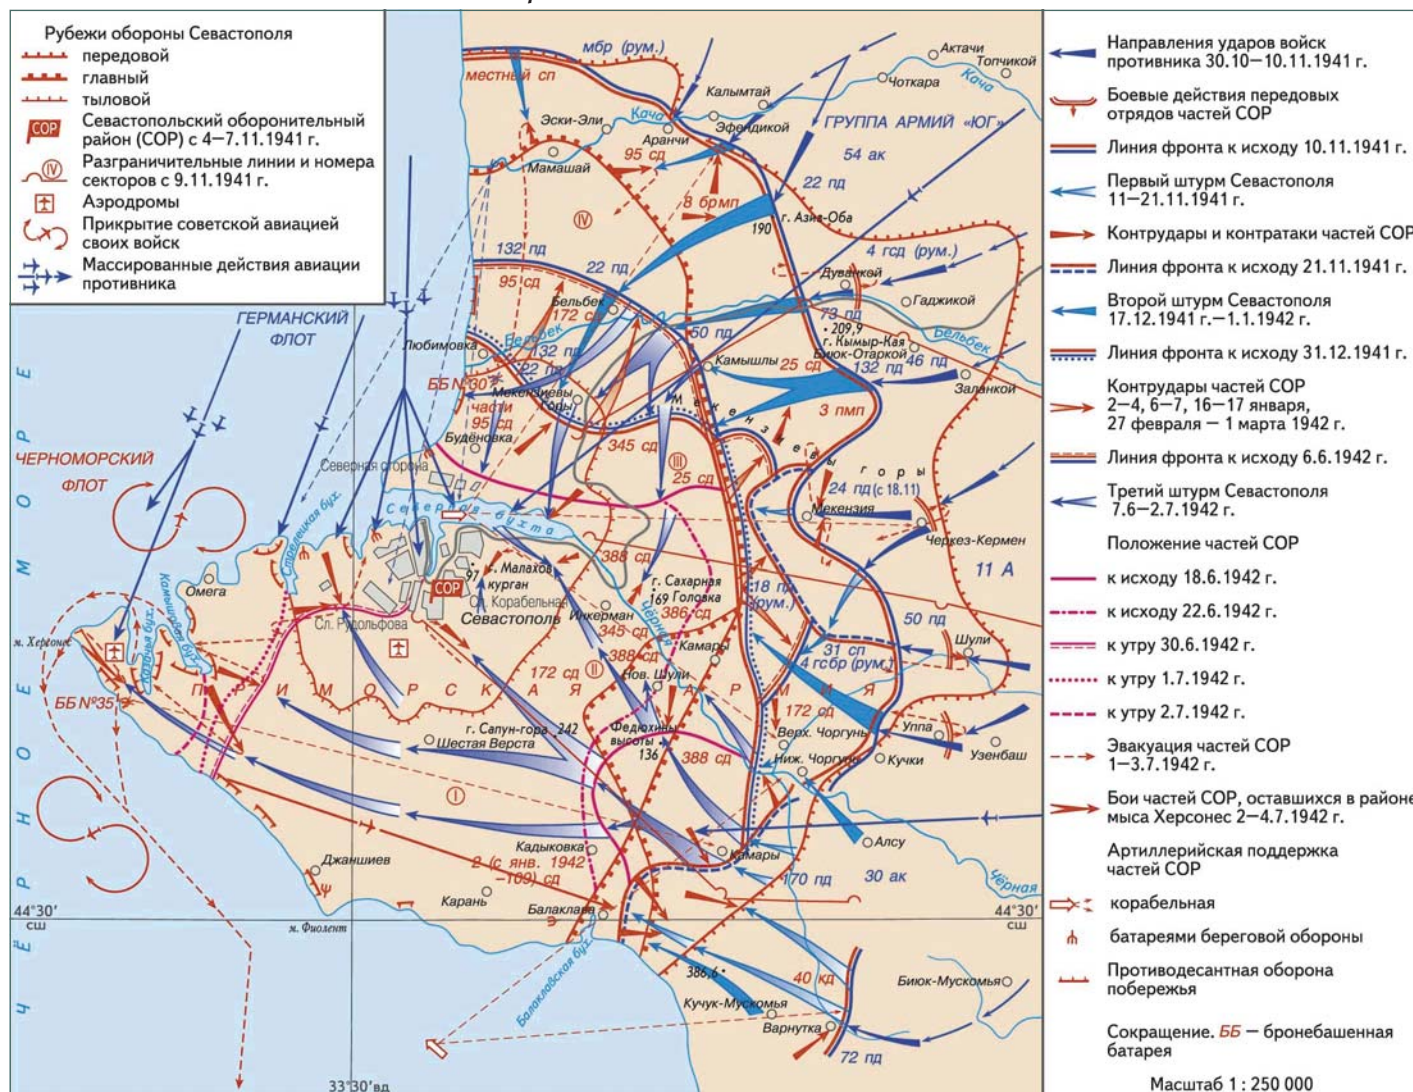 Рубежи обороны Севастополя
передовой
главный
тыловой
СОР
Севастопольский оборонительный
район (СОР) с 4–7.11.1941 г.
IV
Разграничительные линии и номера
секторов с 9.11.1941 г.
Аэродромы
Прикрытие советской авиацией
своих войск
Массированные действия авиации
противника
Направления ударов войск
противника 30.10–10.11.1941 г.
Боевые действия передовых
отрядов частей СОР
Линия фронта к исходу 10.11.1941 г.
Первый штурм Севастополя
11–21.11.1941 г.
Контрудары и контратаки частей СОР
Линия фронта к исходу 21.11.1941 г.
Второй штурм Севастополя
17.12.1941 г.–1.1.1942 г.
Линия фронта к исходу 31.12.1941 г.
Контрудары частей СОР
2–4, 6–7, 16–17 января,
27 февраля – 1 марта 1942 г.
Линия фронта к исходу 6.6.1942 г.
Третий штурм Севастополя
7.6–2.7.1942 г.
Положение частей СОР
к исходу 18.6.1942 г.
к исходу 22.6.1942 г.
к утру 30.6.1942 г.
к утру 1.7.1942 г.
к утру 2.7.1942 г.
Эвакуация частей СОР
1–3.7.1942 г.
Бои частей СОР, оставшихся в районе
мыса Херсонес 2–4.7.1942 г.
Артиллерийская поддержка
частей СОР
корабельная
батареями береговой обороны
Противодесантная оборона
побережья
Сокращение. ББ – бронебашенная
батарея
Масштаб 1 : 250 000
мбр (рум.)
местный сп
Актачи
Топчикой
Чоткара
Кача
Калымтай
Эски-Эли
Кача
Аранчи
Эфендикой
ГРУППА АРМИЙ «ЮГ»
Мамашай
95 сд
54 ак
22 пд
8 брмп
IV
г. Азиз-Оба
190
132 пд
22 пд
4 гсд (рум.)
95 сд
Дуванкой
Бельбек
172 сд
Гаджикой
73 пд
50 пд
209,9
г. Кымыр-Кая
Бельбек
Бельбек
Любимовка
132 пд
22 пд
Биюк-Отаркой
46 пд
Камышлы
25 сд
132 пд
Заланкой
ББ №30
Мекензиевы
Горы
части
95 сд
3 пмп
Мекензиевы горы
Будёновка
345 сд
III
25 сд
24 пд (с 18.11)
Северная сторона
Мекензия
Северная бухта
Черкез-Кермен
388 сд
11 А
ГЕРМАНСКИЙ
ФЛОТ
ЧЕРНОМОРСКИЙ
ФЛОТ
ЧЁРНОЕ МОРЕ
Стрелецкая бух.
Камышовая бух.
Казачья бух.
Омега
м. Херсонес
ББ №35
97
г. Малахов
курган
СОР
Сл. Корабельная
Севастополь
Сл. Рудольфова
Инкерман
г. Сахарная
169 Головка
Чёрная
386 сд
345 сд
388 сд
18 пд
(рум.)
50 пд
Камары
31 сп
4 гсбр (рум.)
Шули
172 сд
II
Нов. Шули
ПРИМОРСКАЯ АРМИЯ
172 сд
г. Сапун-гора 242
Шестая Верста
Федюхины
высоты
136
Верх. Чоргунь
Уппа
Узенбаш
388 сд
Ниж. Чоргунь
Кучки
I
Кадыковка
Алсу
2 (с янв. 1942
–109) сд
Камары
170 пд
30 ак
Чёрная
Джаншиев
Карань
Балаклава
44°30'
сш
44°30'
сш
м. Фиолент
Балаклавская бух.
386,6
40 кд
Биюк-Мускомья
Кучук-Мускомья
Варнутка
72 пд
33°30'вд